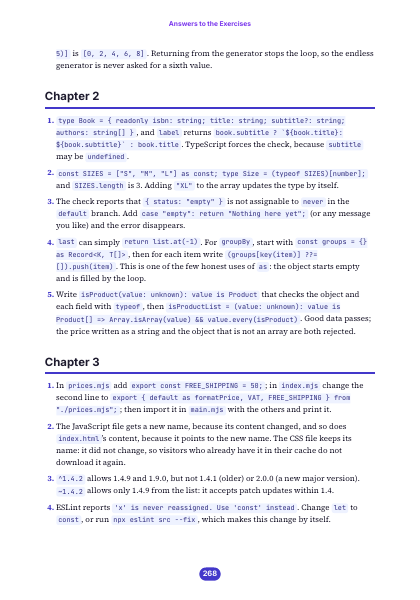 Answers to the Exercises
5)] is [0, 2, 4, 6, 8]. Returning from the generator stops the loop, so the endless
generator is never asked for a sixth value.
Chapter 2
1. type Book = { readonly isbn: string; title: string; subtitle?: string;
authors: string[] }, and label returns book.subtitle ? `${book.title}:
${book.subtitle}` : book.title. TypeScript forces the check, because subtitle
may be undefined.
2. const SIZES = ["S", "M", "L"] as const; type Size = (typeof SIZES)[number];
and SIZES.length is 3. Adding "XL" to the array updates the type by itself.
3. The check reports that { status: "empty" } is not assignable to never in the
default branch. Add case "empty": return "Nothing here yet"; (or any message
you like) and the error disappears.
4. last can simply return list.at(-1). For groupBy, start with const groups = {}
as Record<K, T[]>, then for each item write (groups[key(item)] ??=
[]).push(item). This is one of the few honest uses of as: the object starts empty
and is filled by the loop.
5. Write isProduct(value: unknown): value is Product that checks the object and
each field with typeof, then isProductList = (value: unknown): value is
Product[] => Array.isArray(value) && value.every(isProduct). Good data passes;
the price written as a string and the object that is not an array are both rejected.
Chapter 3
1. In prices.mjs add export const FREE_SHIPPING = 50;; in index.mjs change the
second line to export { default as formatPrice, VAT, FREE_SHIPPING } from
"./prices.mjs";; then import it in main.mjs with the others and print it.
2. The JavaScript file gets a new name, because its content changed, and so does
index.html's content, because it points to the new name. The CSS file keeps its
name: it did not change, so visitors who already have it in their cache do not
download it again.
3. ^1.4.2 allows 1.4.9 and 1.9.0, but not 1.4.1 (older) or 2.0.0 (a new major version).
~1.4.2 allows only 1.4.9 from the list: it accepts patch updates within 1.4.
4. ESLint reports 'x' is never reassigned. Use 'const' instead. Change let to
const, or run npx eslint src --fix, which makes this change by itself.
268